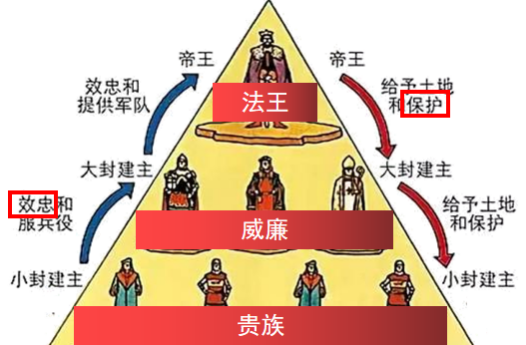 帝王
帝王
效忠和
提供军队
给予土地
和保护
法王
大封建主
大封建主
效忠和
服兵役
给予土地
和保护
威廉
小封建主
小封建主
贵族